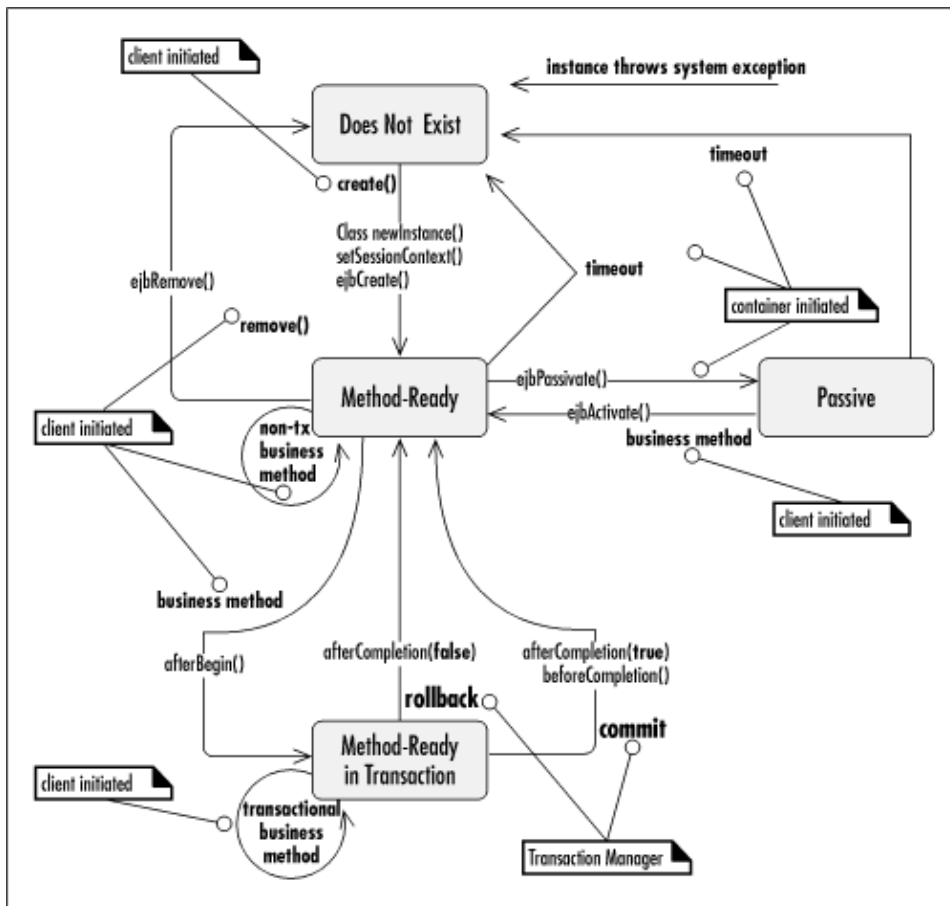 client initiated
instance throws system exception
Does Not Exist
timeout
create()
Class newInstance()
setSessionContext()
ejbCreate()
timeout
ejbRemove()
container initiated
remove()
ejbPassivate()
Method-Ready
Passive
ejbActivate()
client initiated
non-tx
business
method
business method
client initiated
business method
afterBegin()
afterCompletion(false)
afterCompletion(true)
beforeCompletion()
rollback
commit
Method-Ready
in Transaction
client initiated
transactional
business
method
Transaction Manager